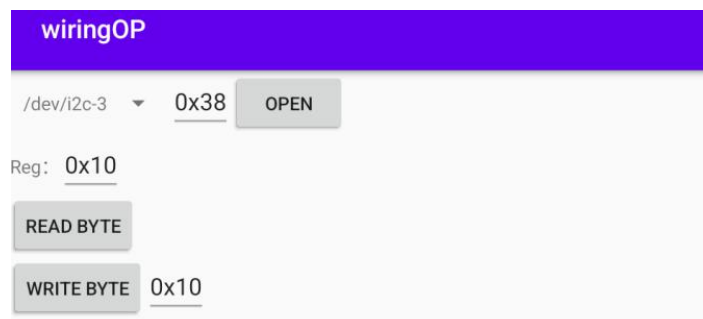 wiringOP
/dev/i2c-3 0x38 OPEN
Reg: 0x10
READ BYTE
WRITE BYTE 0x10